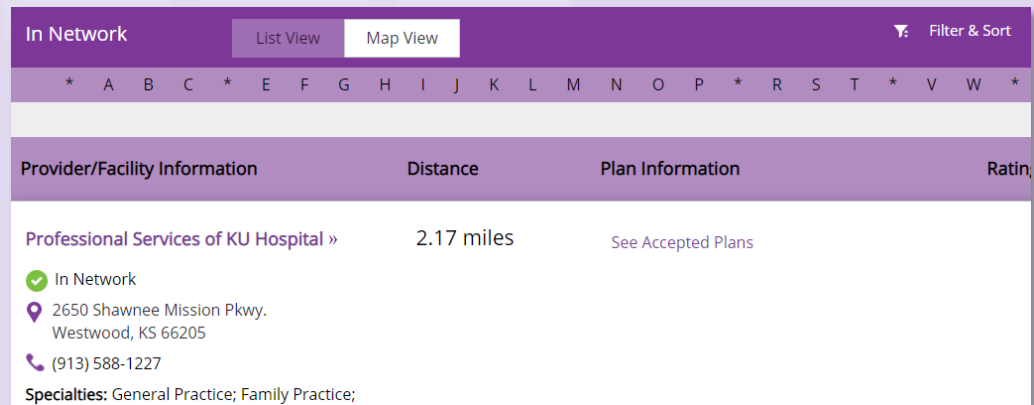 In Network List View Map View Filter & Sort
* A B C * E F G H I J K L M N O P * R S T * V W *
Provider/Facility Information Distance Plan Information Rating
Professional Services of KU Hospital » 2.17 miles See Accepted Plans
In Network
2650 Shawnee Mission Pkwy.
Westwood, KS 66205
(913) 588-1227
Specialties: General Practice; Family Practice;